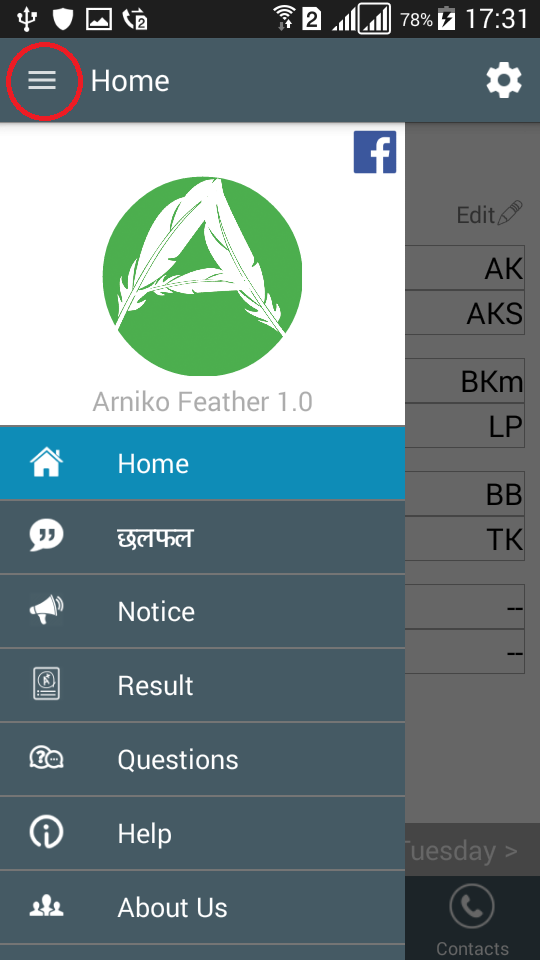 2 78% 17:31
Home
Edit
Arniko Feather 1.0
AK
AKS
BKm
LP
BB
TK
--
--
Home
छलफल
Notice
Result
Questions
Help
About Us
Tuesday >
Contacts